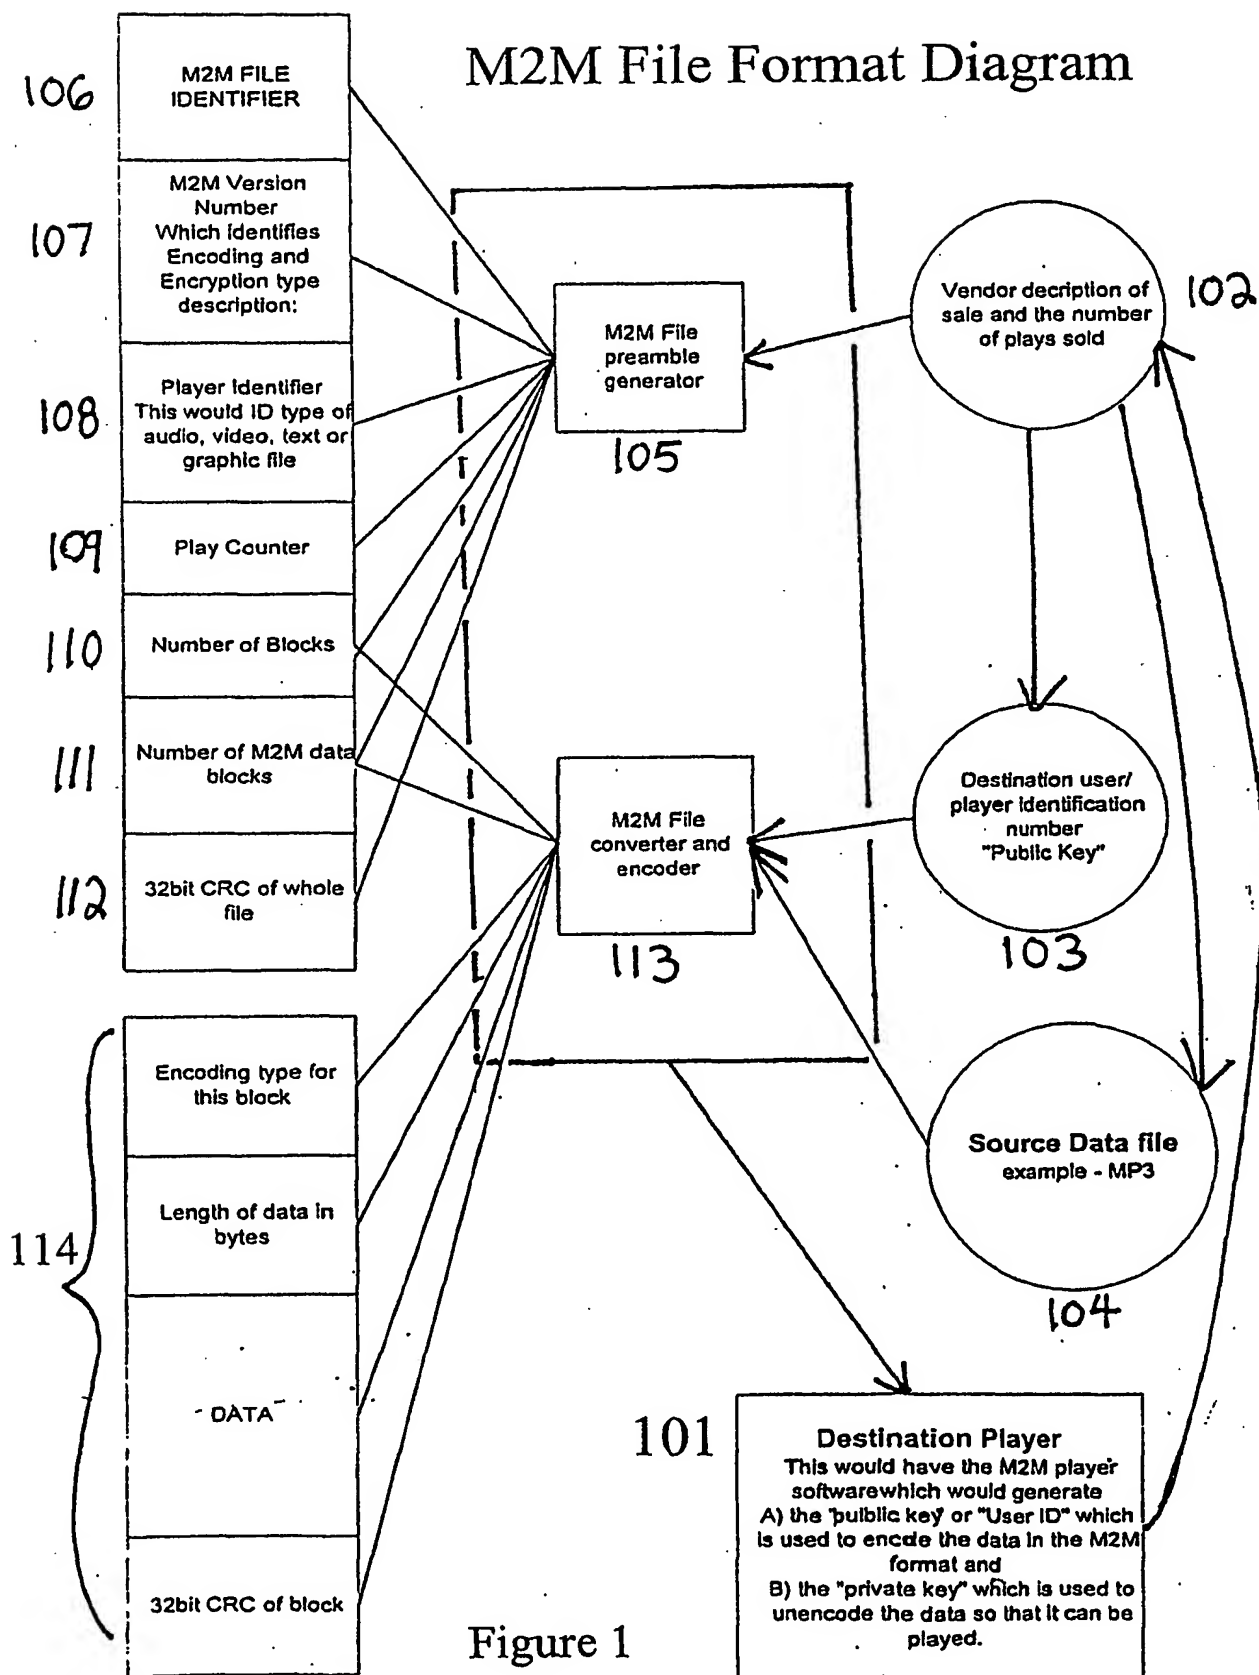 M2M File Format Diagram
106
M2M FILE
IDENTIFIER
107
M2M Version
Number
Which identifies
Encoding and
Encryption type
description:
108
Player Identifier
This would ID type of
audio, video, text or
graphic file
109
Play Counter
110
Number of Blocks
111
Number of M2M data
blocks
112
32bit CRC of whole
file
114
Encoding type for
this block
Length of data in
bytes
DATA
32bit CRC of block
M2M File
preamble
generator
105
M2M File
converter and
encoder
113
Vendor decription of
sale and the number
of plays sold
102
Destination user/
player identification
number
"Public Key"
103
Source Data file
example - MP3
104
101
Destination Player
This would have the M2M player
softwarewhich would generate
A) the "puiblic key' or "User ID" which
is used to encde the data in the M2M
format and
B) the "private key" which is used to
unencode the data so that it can be
played.
Figure 1